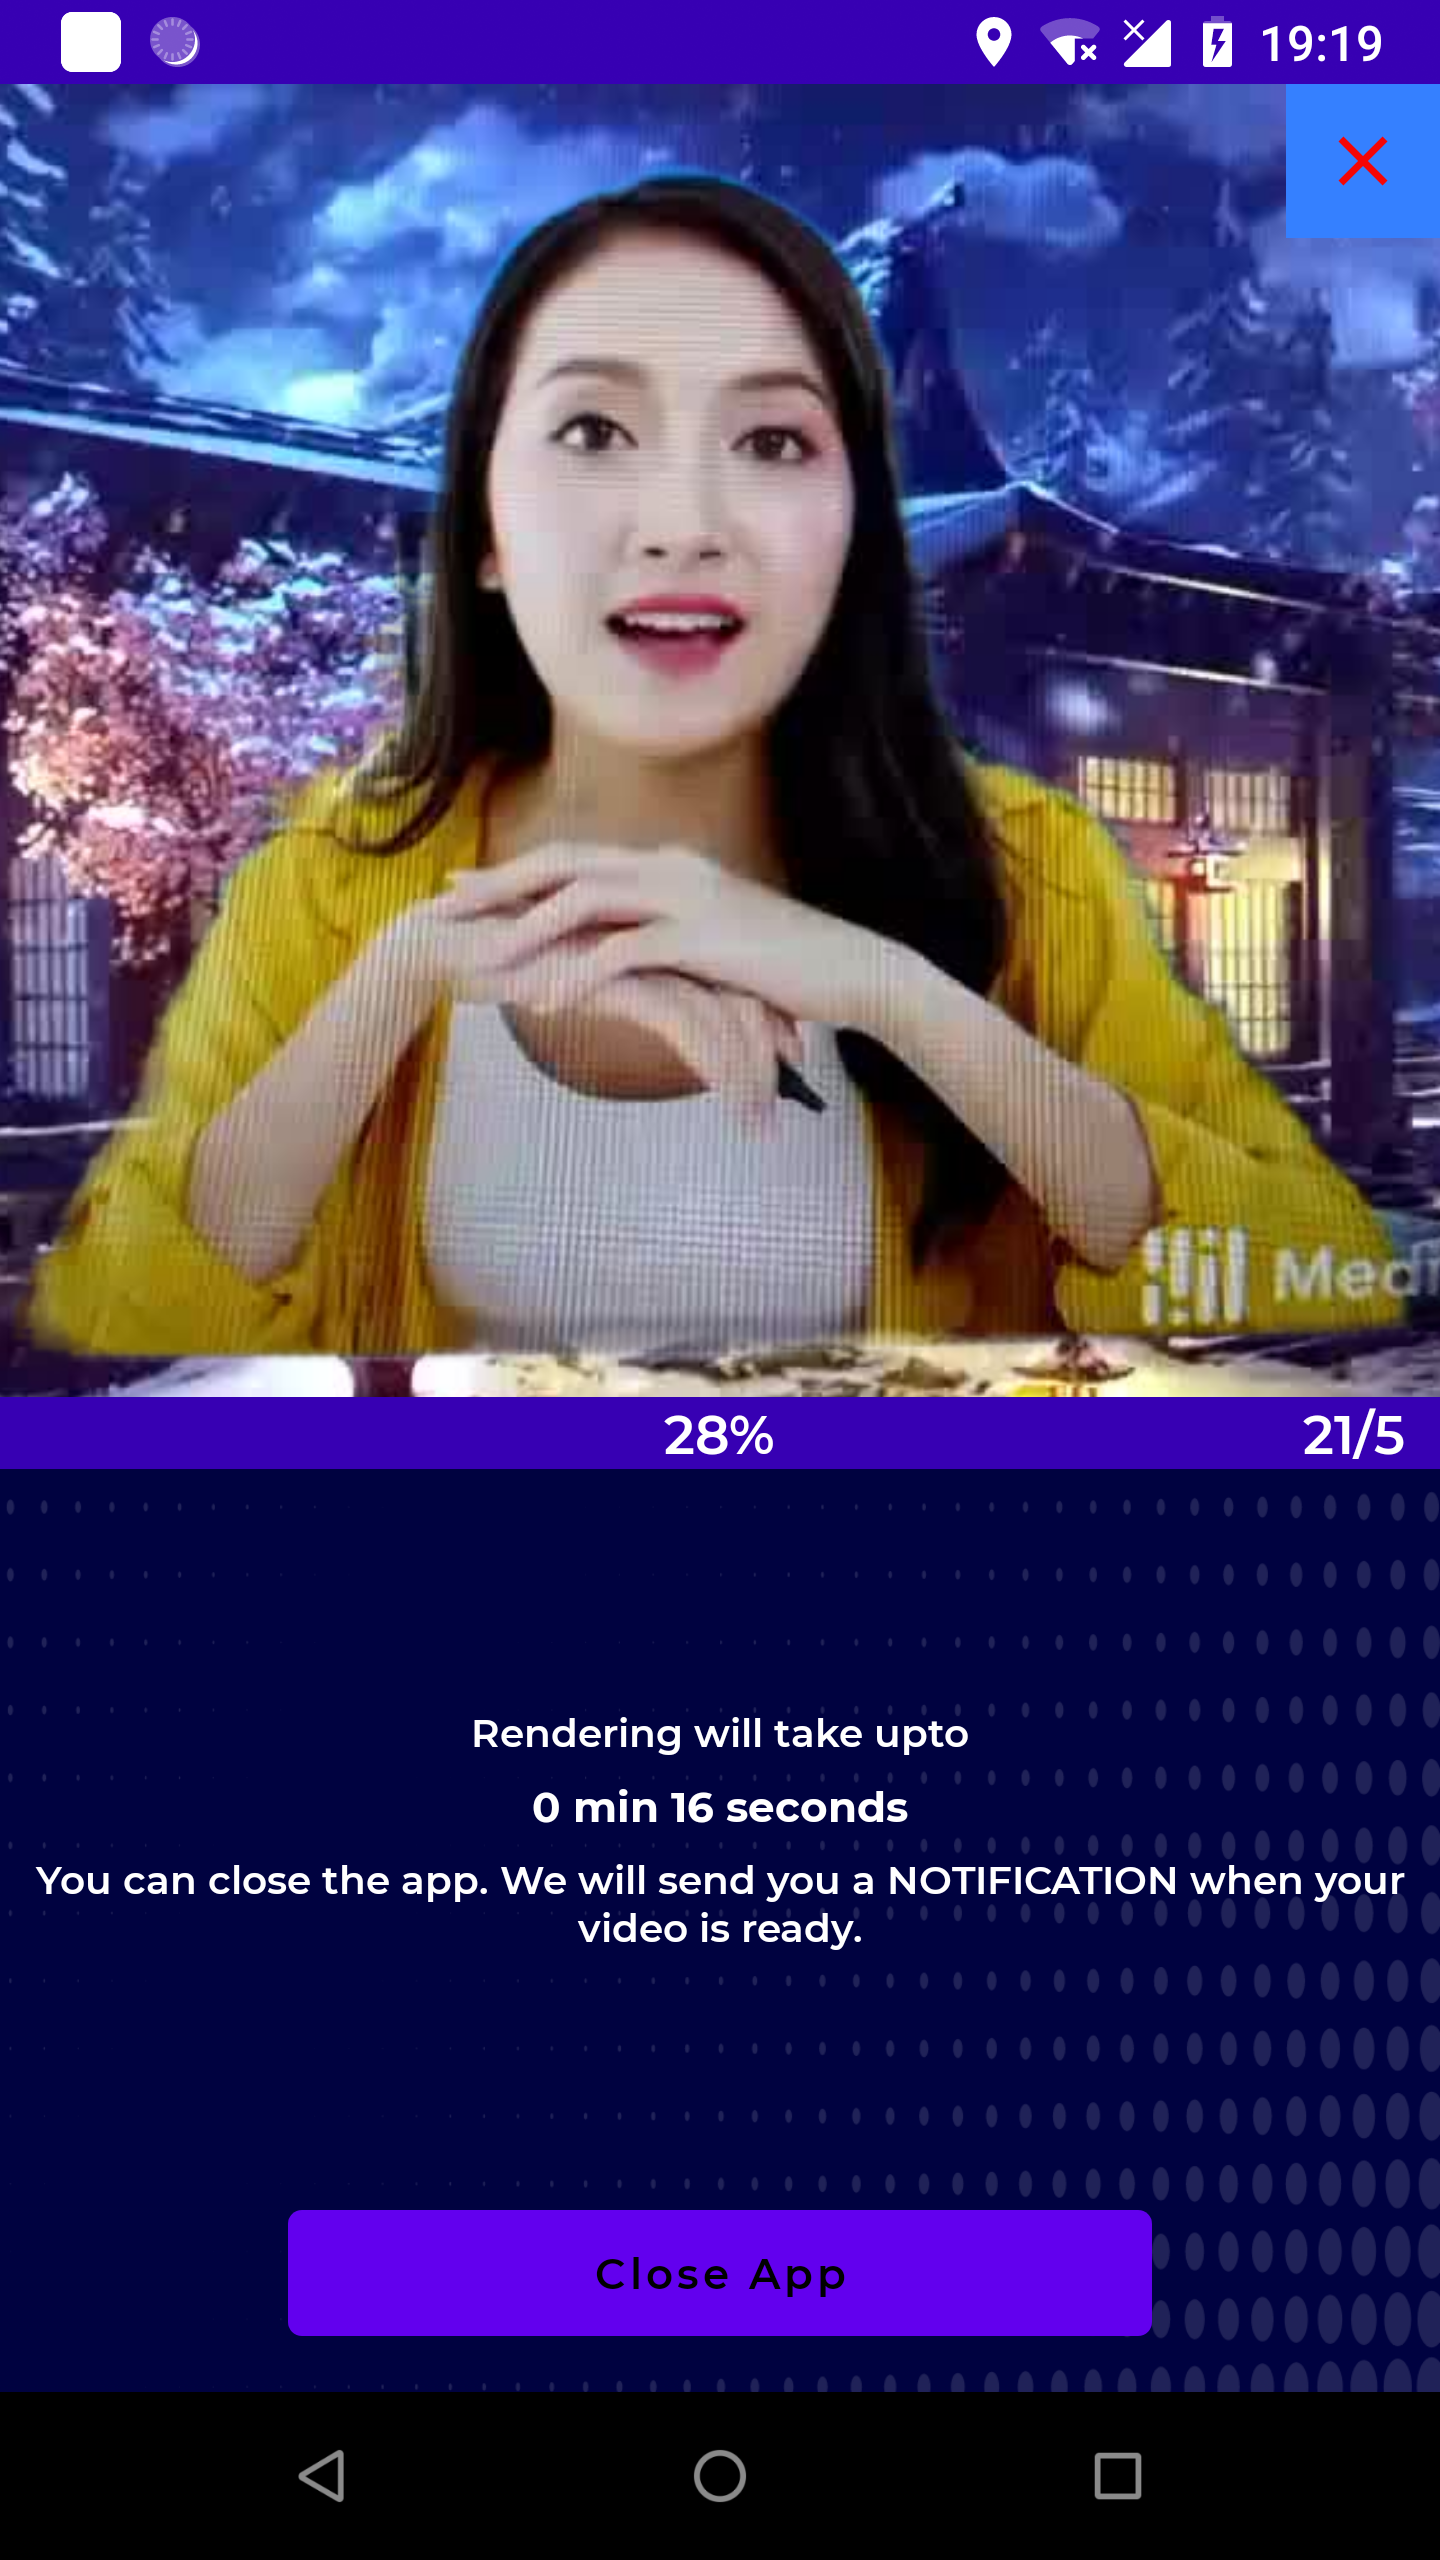 19:19
Med
28%
21/5
Rendering will take upto
0 min 16 seconds
You can close the app. We will send you a NOTIFICATION when your
video is ready.
Close App